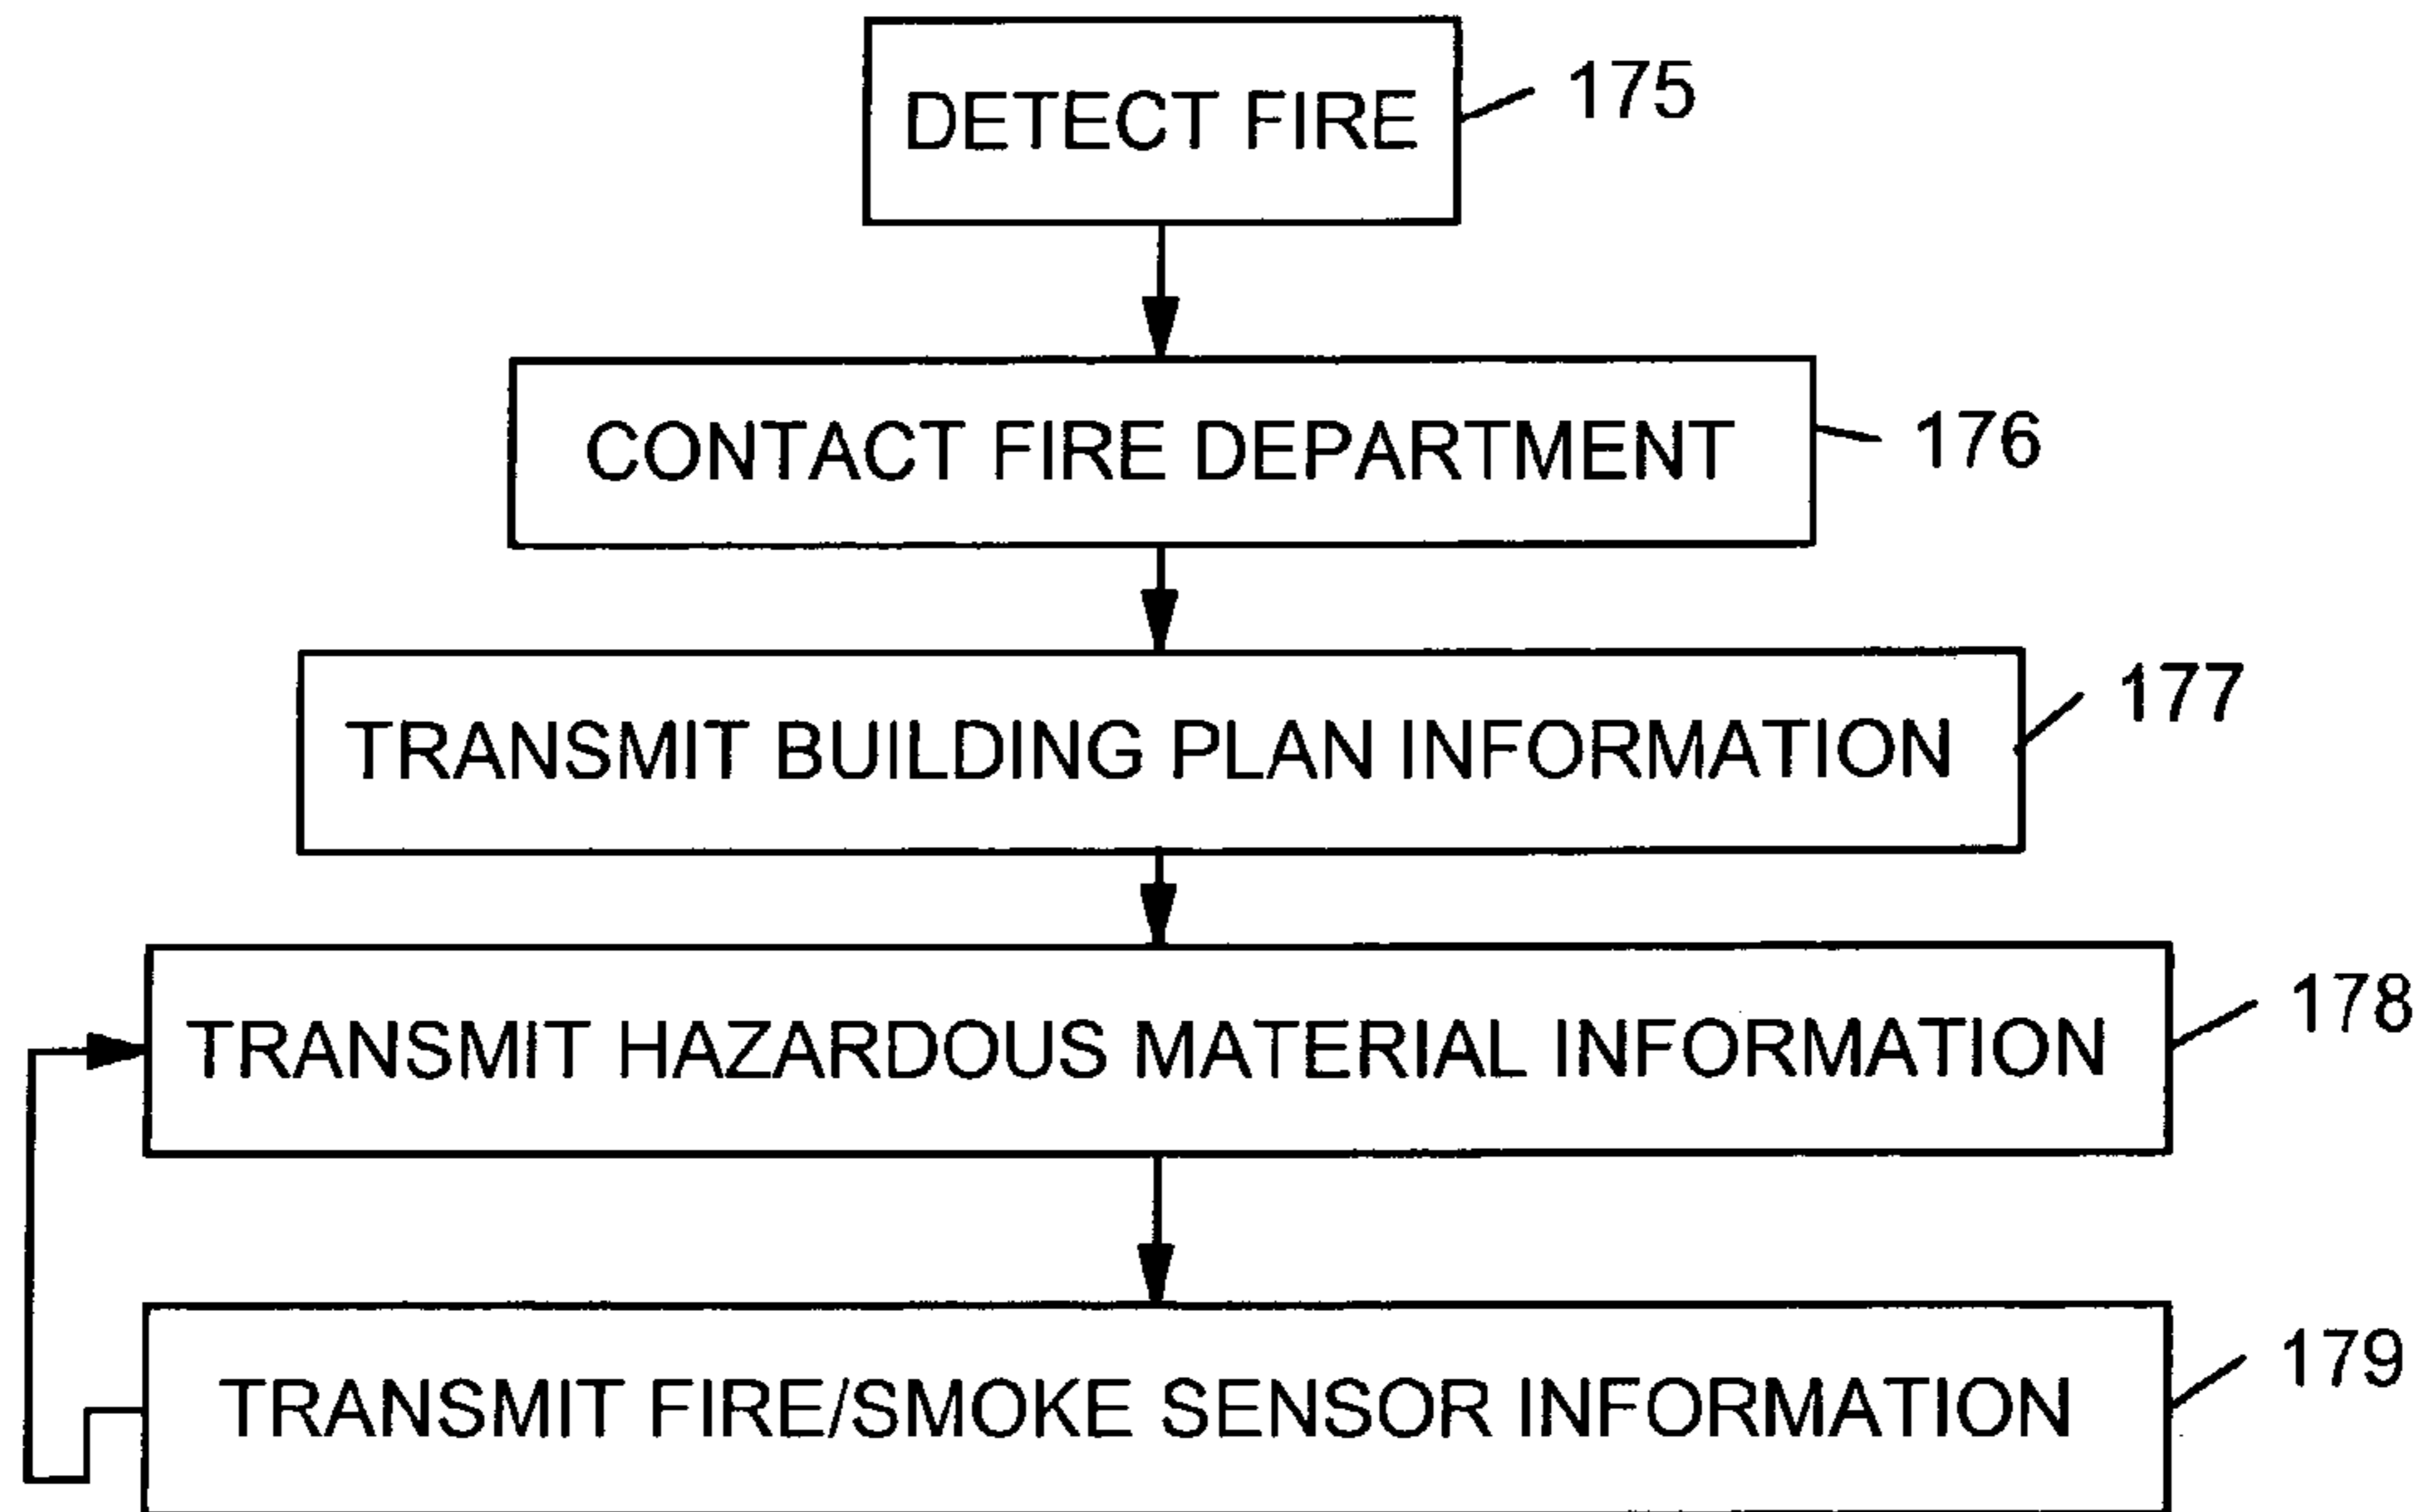 DETECT FIRE
175
CONTACT FIRE DEPARTMENT
176
TRANSMIT BUILDING PLAN INFORMATION
177
TRANSMIT HAZARDOUS MATERIAL INFORMATION
178
TRANSMIT FIRE/SMOKE SENSOR INFORMATION
179